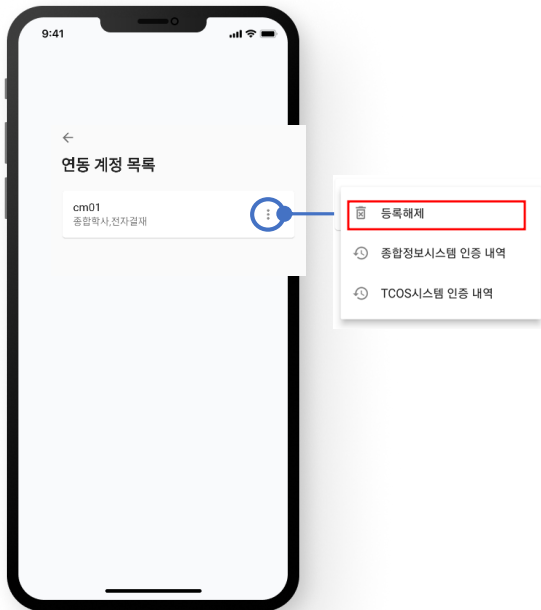 9:41
연동 계정 목록
cm01
종합학사,전자결재
등록해제
종합정보시스템 인증 내역
TCOS시스템 인증 내역